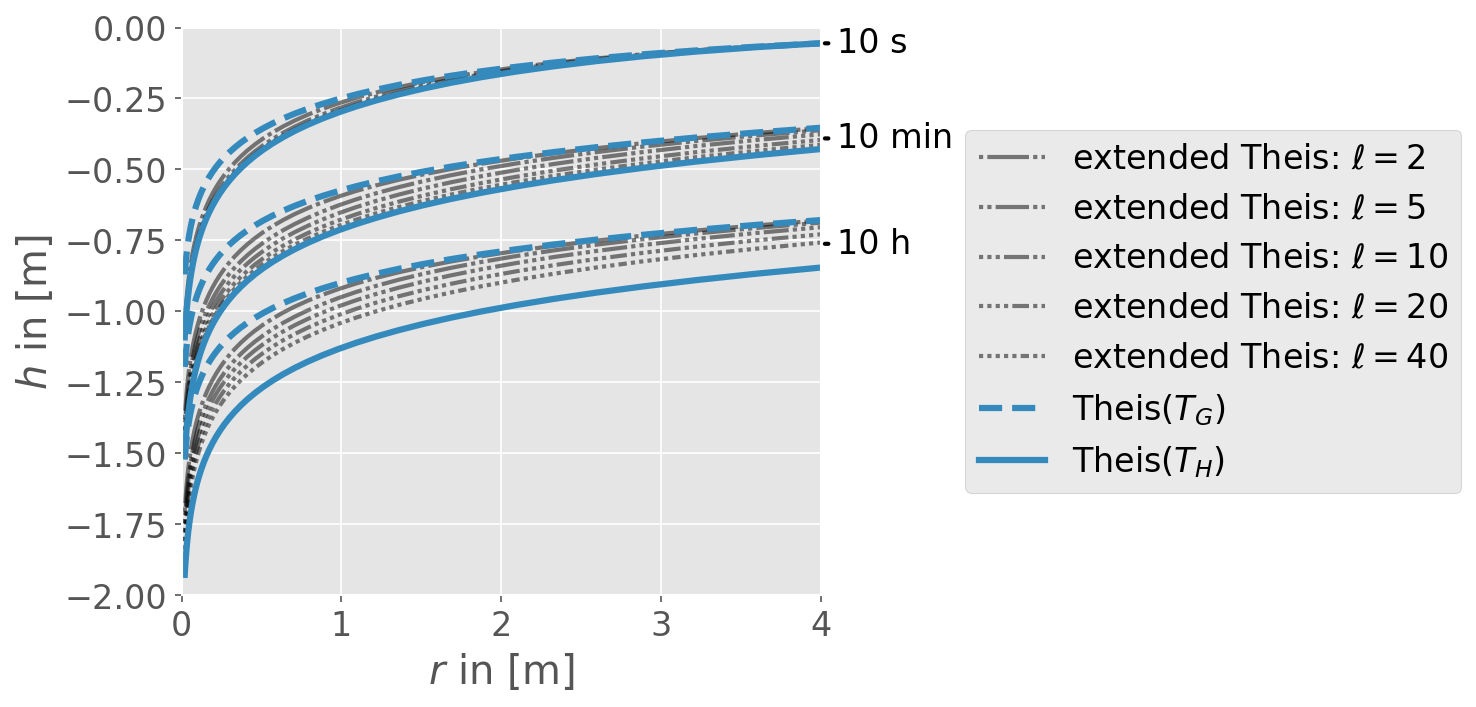 0.00
−0.25
−0.50
−0.75
−1.00
−1.25
−1.50
−1.75
−2.00
h in [m]
0 1 2 3 4
r in [m]
10 s
10 min
10 h
extended Theis: ℓ = 2
extended Theis: ℓ = 5
extended Theis: ℓ = 10
extended Theis: ℓ = 20
extended Theis: ℓ = 40
Theis(T_G)
Theis(T_H)